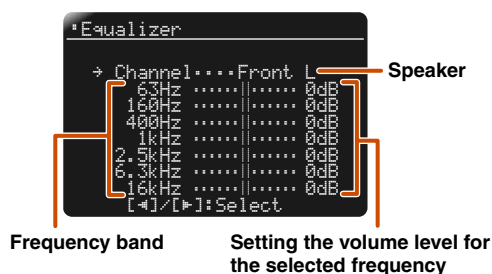 Equalizer
→ Channel････Front L
63Hz ･･････||･･････ 0dB
160Hz ･･････||･･････ 0dB
400Hz ･･････||･･････ 0dB
1kHz ･･････||･･････ 0dB
2.5kHz ･･････||･･････ 0dB
6.3kHz ･･････||･･････ 0dB
16kHz ･･････||･･････ 0dB
[◄]/[►]:Select
Speaker
Frequency band
Setting the volume level for
the selected frequency